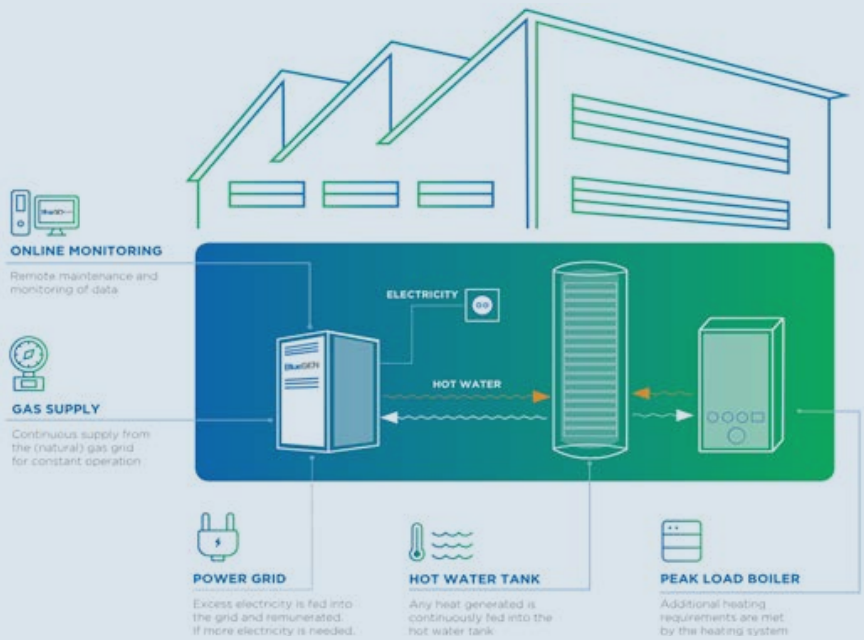 BlueGEN
ONLINE MONITORING
Remote maintenance and
monitoring of data
ELECTRICITY
BlueGEN
HOT WATER
GAS SUPPLY
Continuous supply from
the (natural) gas grid
for constant operation
POWER GRID
Excess electricity is fed into
the grid and remunerated.
If more electricity is needed,
HOT WATER TANK
Any heat generated is
continuously fed into the
hot water tank
PEAK LOAD BOILER
Additional heating
requirements are met
by the heating system